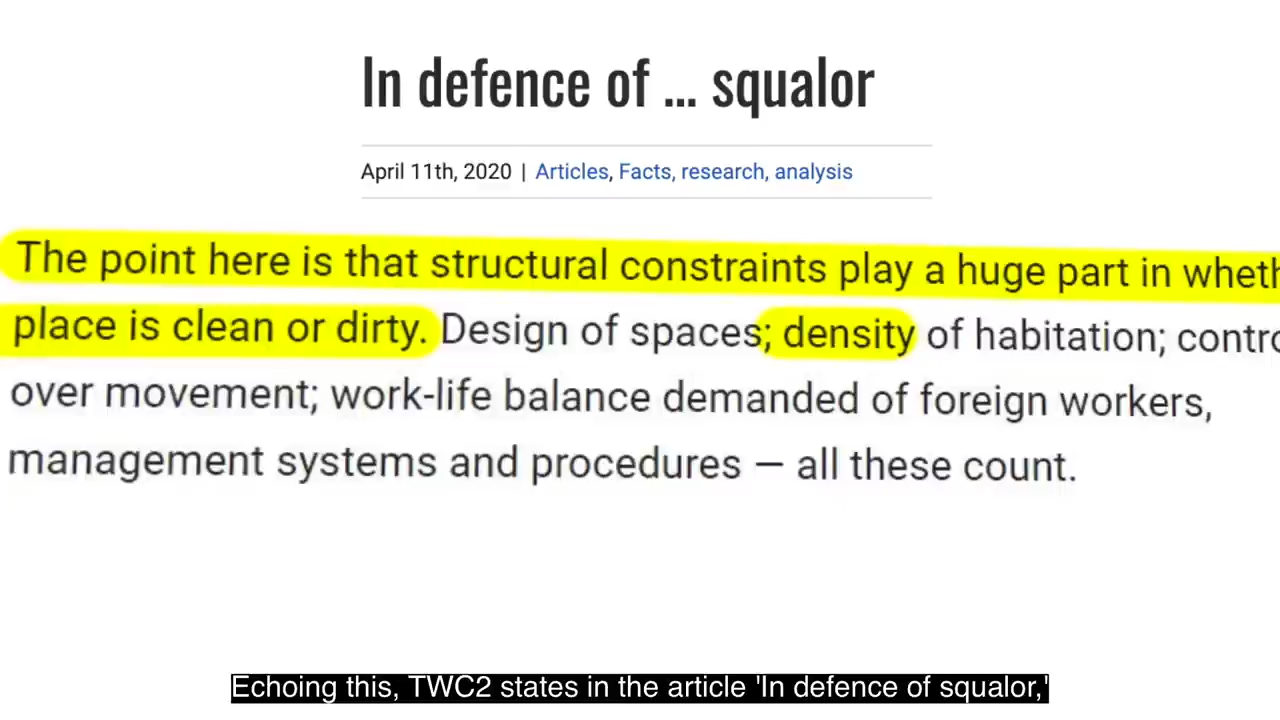 In defence of ... squalor
April 11th, 2020 | Articles, Facts, research, analysis
The point here is that structural constraints play a huge part in
place is clean or dirty. Design of spaces; density of habitation;
over movement; work-life balance demanded of foreign workers,
management systems and procedures — all these count.
Echoing this, TWC2 states in the article 'In defence of squalor,'